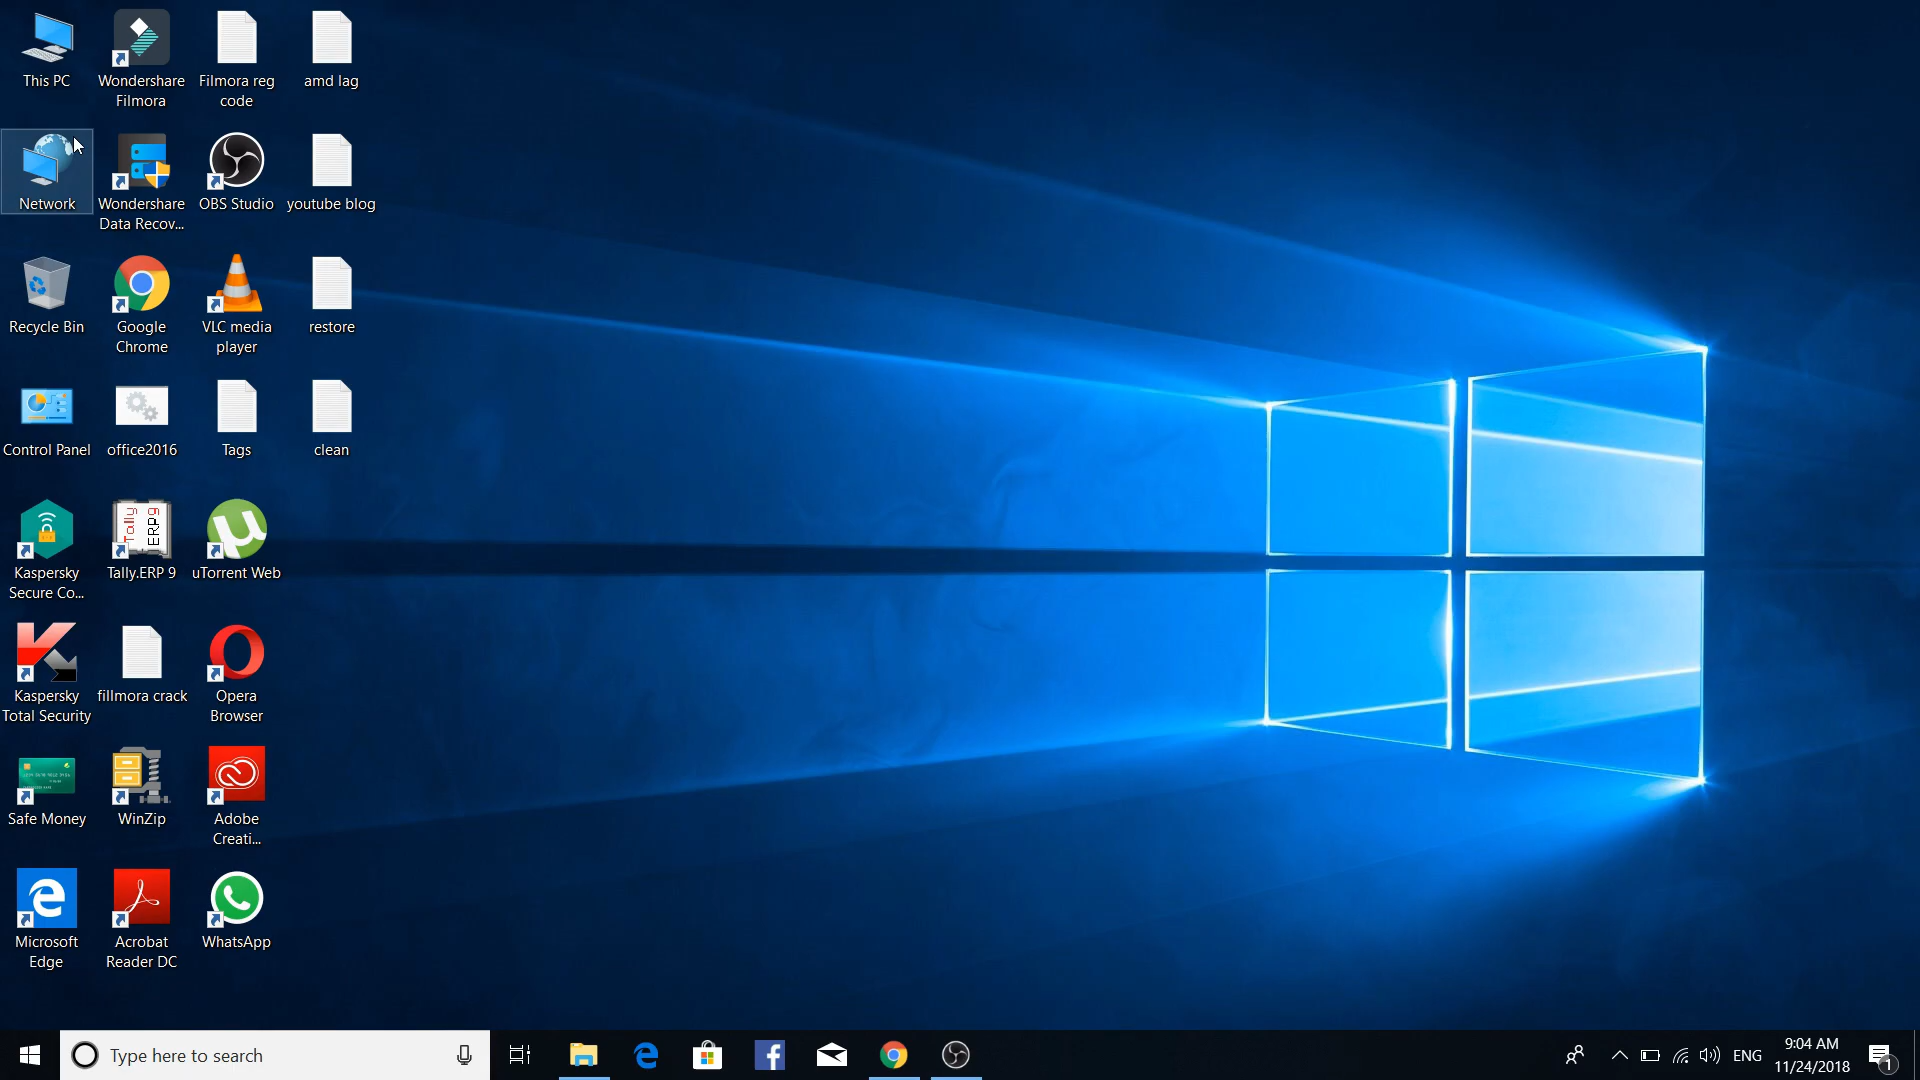 This PC
Wondershare
Filmora
Filmora reg
code
amd lag
Network
Wondershare
Data Recov...
OBS Studio
youtube blog
Recycle Bin
Google
Chrome
VLC media
player
restore
Control Panel
office2016
Tags
clean
Kaspersky
Secure Co...
Tally
ERP9
Tally.ERP 9
uTorrent Web
Kaspersky
Total Security
fillmora crack
Opera
Browser
Safe Money
WinZip
Adobe
Creati...
Microsoft
Edge
Acrobat
Reader DC
WhatsApp
Type here to search
ENG
9:04 AM
11/24/2018
1